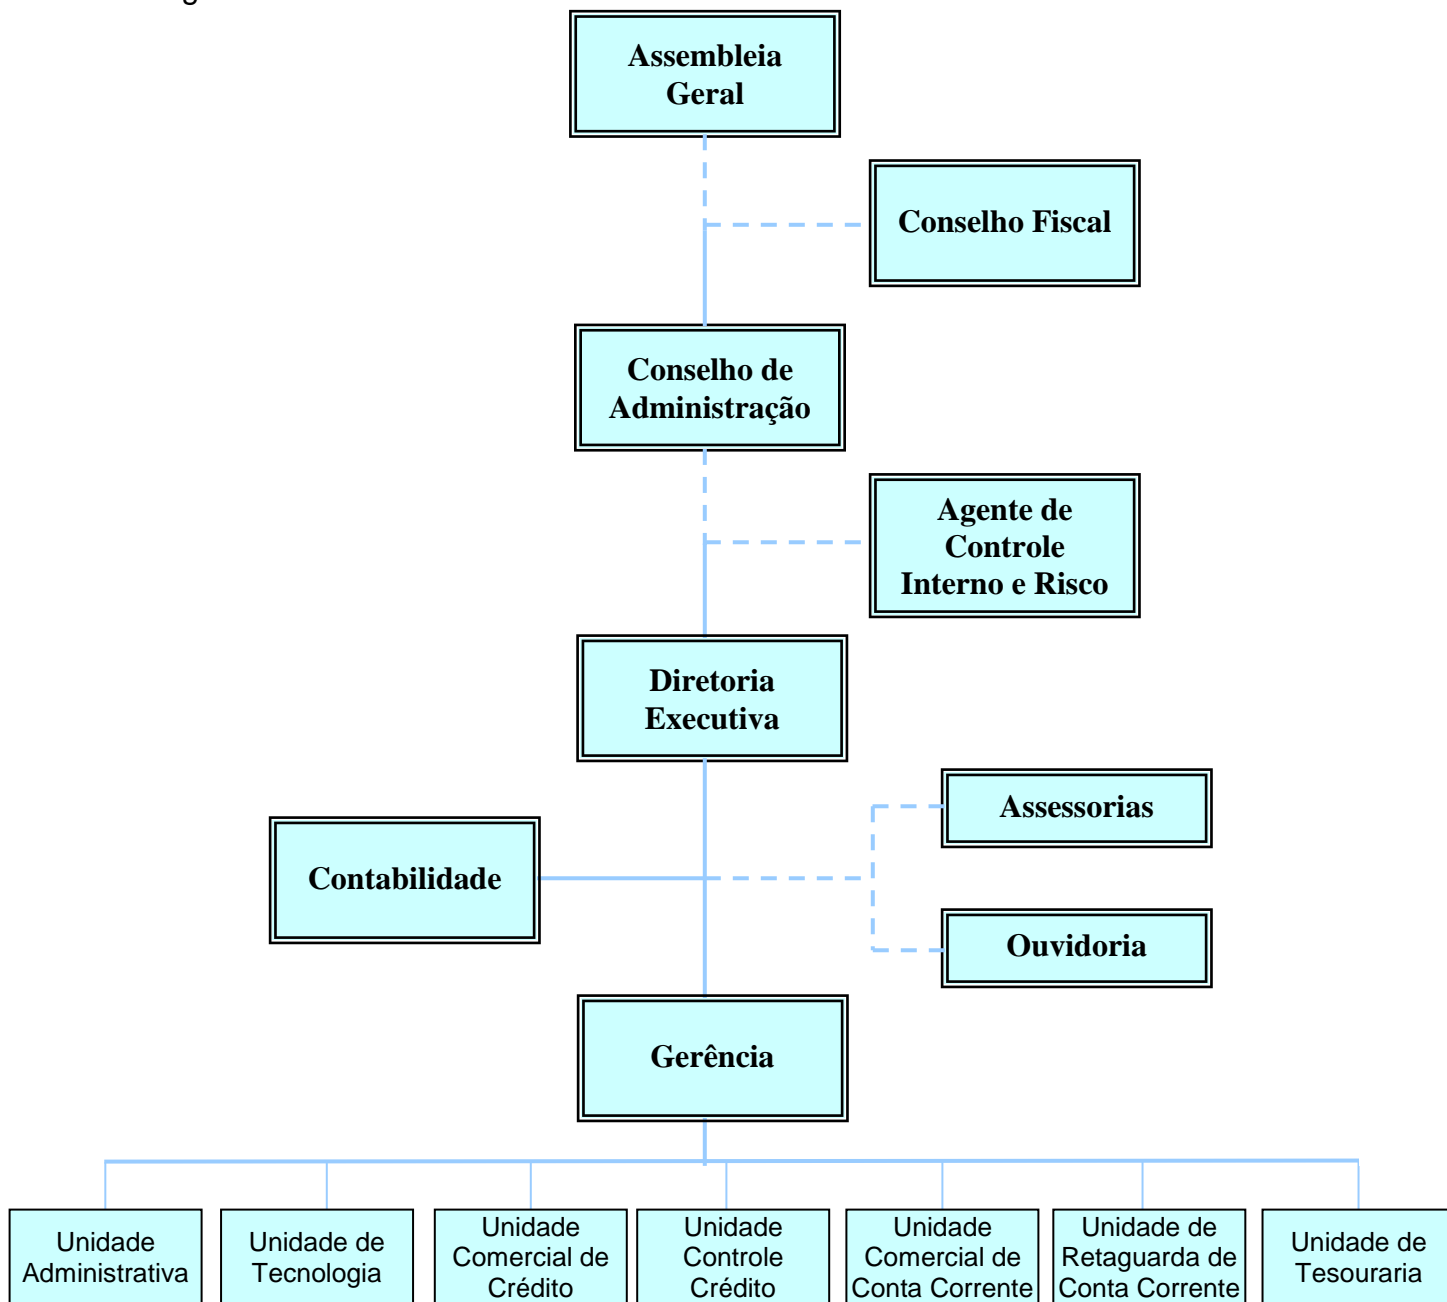 Assembleia
Geral
Conselho Fiscal
Conselho de
Administração
Agente de
Controle
Interno e Risco
Diretoria
Executiva
Assessorias
Contabilidade
Ouvidoria
Gerência
Unidade
Administrativa
Unidade de
Tecnologia
Unidade
Comercial de
Crédito
Unidade
Controle
Crédito
Unidade
Comercial de
Conta Corrente
Unidade de
Retaguarda de
Conta Corrente
Unidade de
Tesouraria